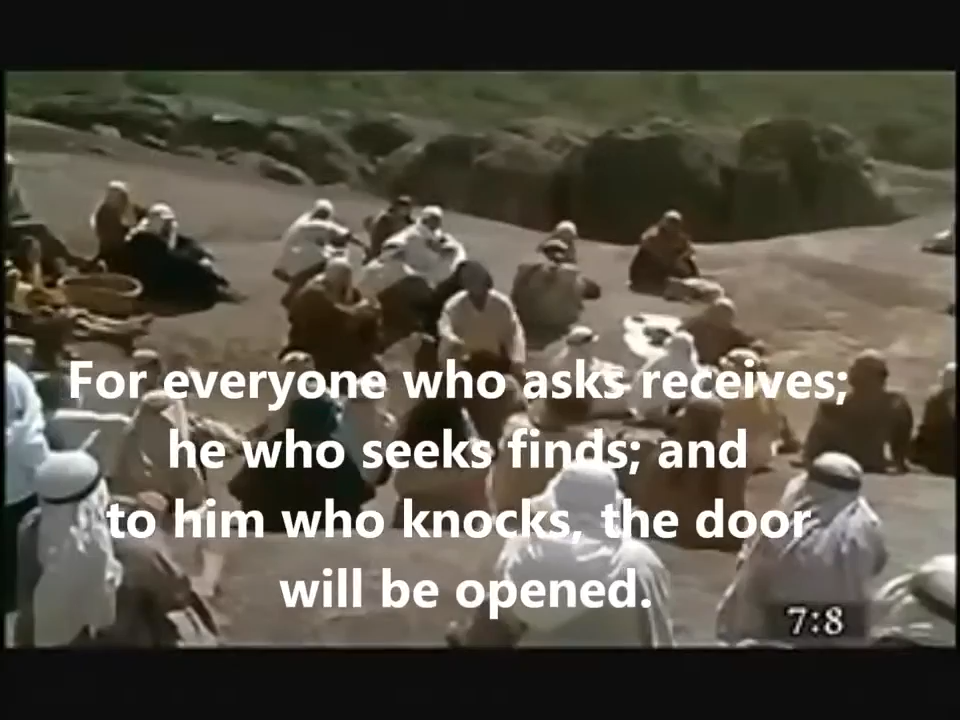 For everyone who asks receives;
he who seeks finds; and
to him who knocks, the door
will be opened.
7:8